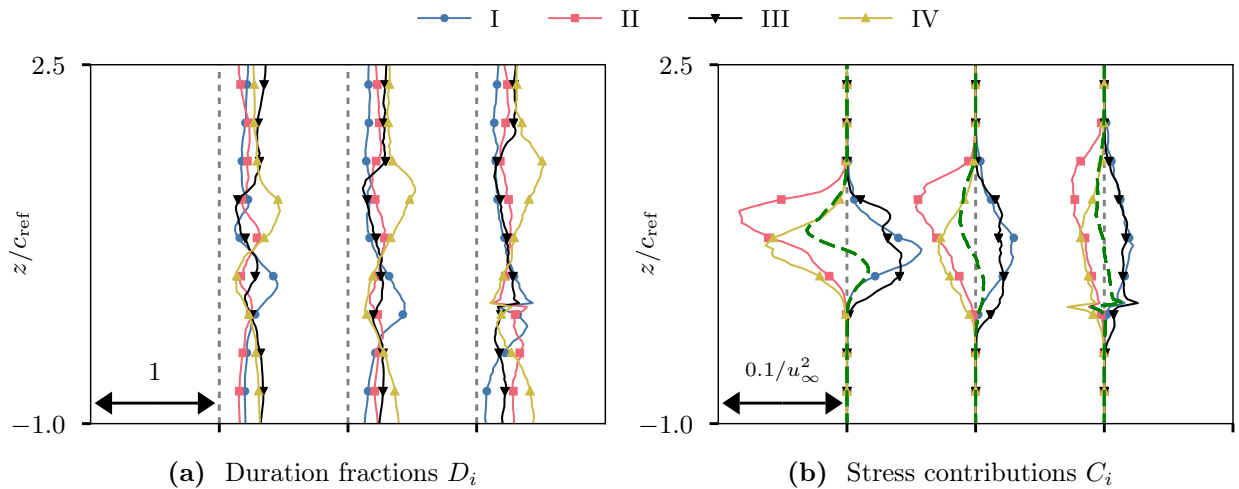 I II III IV
2.5 2.5
z/c_ref z/c_ref
1 0.1/u_∞^2
−1.0 −1.0
(a) Duration fractions D_i (b) Stress contributions C_i